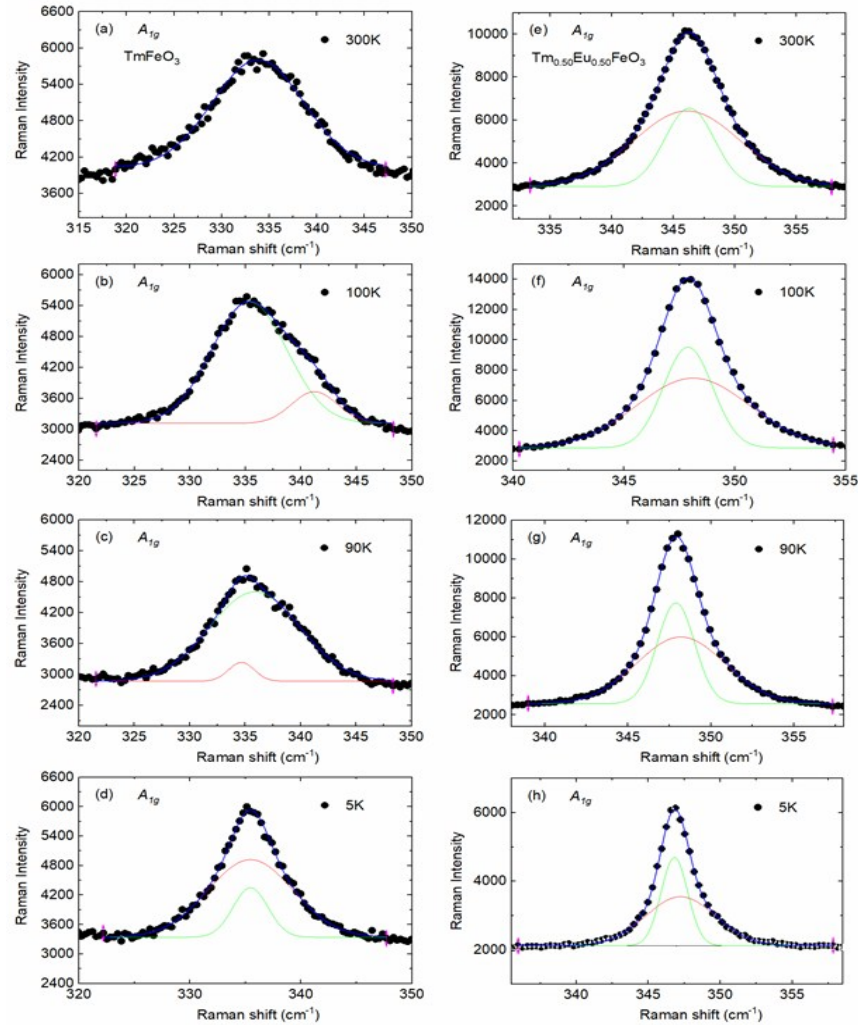 (a) A1g 300K
TmFeO3
6600
5800
5200
4600
4000
3600
Raman Intensity
315 320 325 330 335 340 345 350
Raman shift (cm-1)
(e) A1g 300K
Tm0.50Eu0.50FeO3
10000
8000
6000
4000
2000
Raman Intensity
335 340 345 350 355
Raman shift (cm-1)
(b) A1g 100K
6000
5400
4800
4200
3600
3000
2400
Raman Intensity
320 325 330 335 340 345 350
Raman shift (cm-1)
(f) A1g 100K
14000
12000
10000
8000
6000
4000
2000
Raman Intensity
340 345 350 355
Raman shift (cm-1)
(c) A1g 90K
6000
5400
4800
4200
3600
3000
2400
Raman Intensity
320 325 330 335 340 345 350
Raman shift (cm-1)
(g) A1g 90K
12000
10000
8000
6000
4000
2000
Raman Intensity
340 345 350 355
Raman shift (cm-1)
(d) A1g 5K
6600
6000
5400
4800
4200
3600
3000
2400
Raman Intensity
320 330 340 350
Raman shift (cm-1)
(h) A1g 5K
6000
4000
2000
Raman Intensity
340 345 350 355
Raman shift (cm-1)